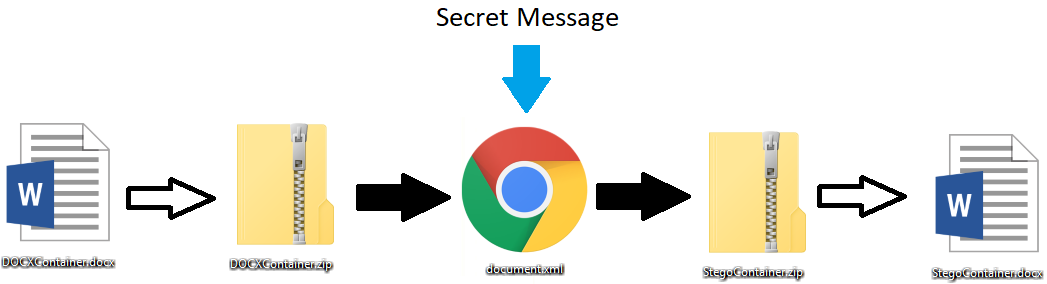 Secret Message
W
W
DOCXContainer.docx
DOCXContainer.zip
document.xml
StegoContainer.zip
StegoContainer.docx